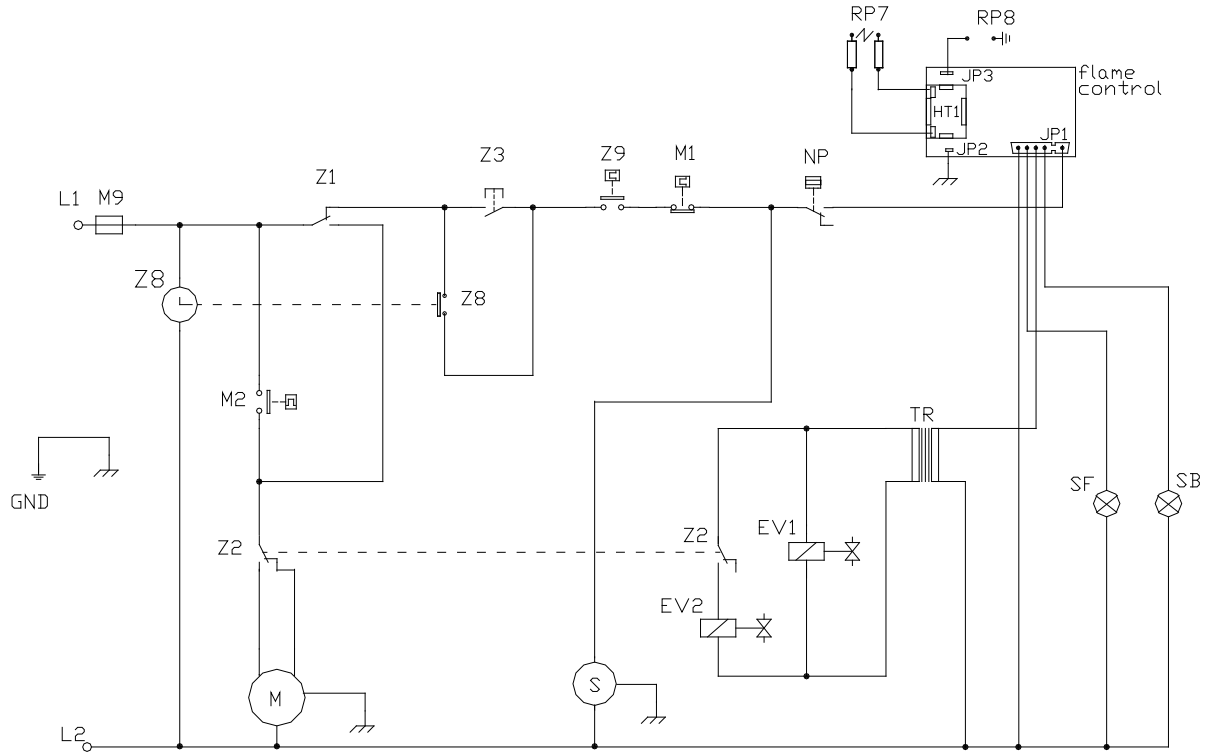 RP7
RP8
flame
control
JP3
HT1
JP1
JP2
Z3
Z9
M1
NP
Z1
L1
M9
Z8
Z8
M2
TR
GND
SF
SB
Z2
Z2
EV1
EV2
M
S
L2